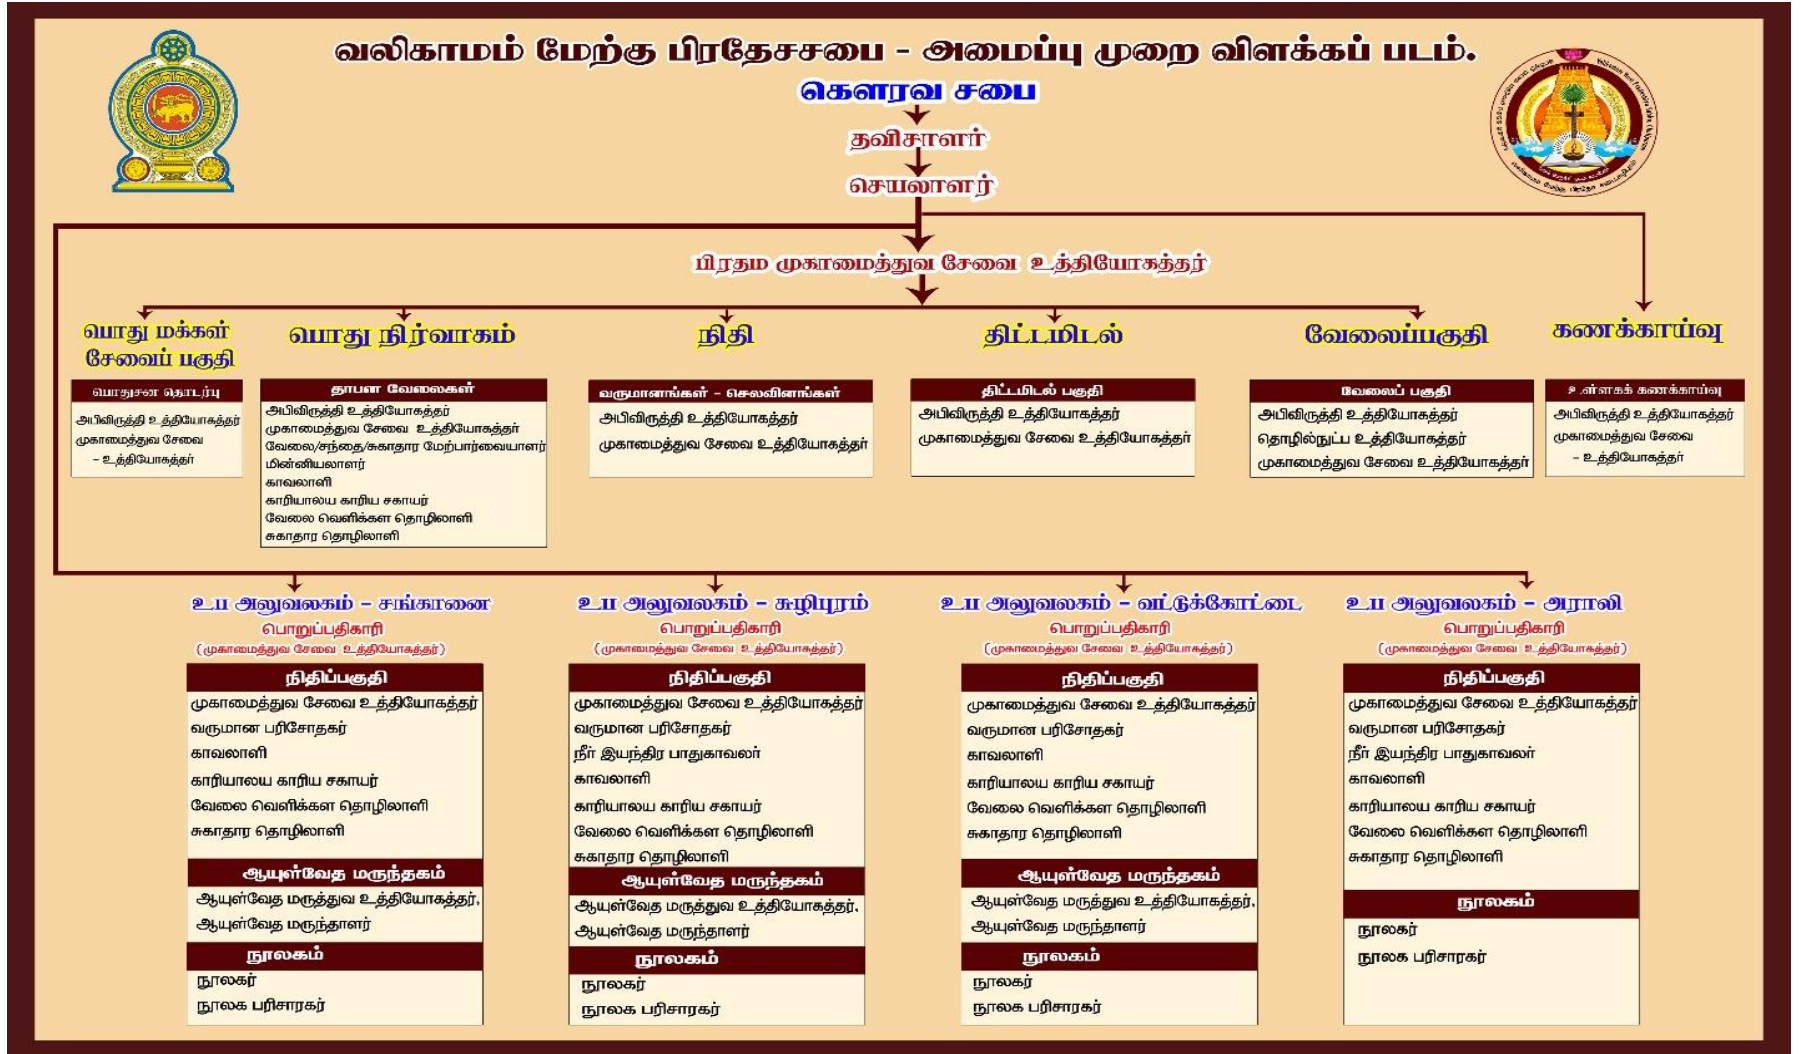 வலிகாமம் மேற்கு பிரதேசசபை - அமைப்பு முறை விளக்கப் படம்.
கௌரவ சபை
தவிசாளர்
செயலாளர்
பிரதம முகாமைத்துவ சேவை உத்தியோகத்தர்
பொது மக்கள்
சேவைப் பகுதி
பொதுசன தொடர்பு
அபிவிருத்தி உத்தியோகத்தர்
முகாமைத்துவ சேவை
- உத்தியோகத்தர்
பொது நிர்வாகம்
தாபன வேலைகள்
அபிவிருத்தி உத்தியோகத்தர்
முகாமைத்துவ சேவை உத்தியோகத்தர்
வேலை/சந்தை/சுகாதார மேற்பார்வையாளர்
மின்னியலாளர்
காவலாளி
காரியாலய காரிய சகாயர்
வேலை வெளிக்கள தொழிலாளி
சுகாதார தொழிலாளி
நிதி
வருமானங்கள் - செலவினங்கள்
அபிவிருத்தி உத்தியோகத்தர்
முகாமைத்துவ சேவை உத்தியோகத்தர்
திட்டமிடல்
திட்டமிடல் பகுதி
அபிவிருத்தி உத்தியோகத்தர்
முகாமைத்துவ சேவை உத்தியோகத்தர்
வேலைப்பகுதி
வேலைப் பகுதி
அபிவிருத்தி உத்தியோகத்தர்
தொழில்நுட்ப உத்தியோகத்தர்
முகாமைத்துவ சேவை உத்தியோகத்தர்
கணக்காய்வு
உள்ளகக் கணக்காய்வு
அபிவிருத்தி உத்தியோகத்தர்
முகாமைத்துவ சேவை
- உத்தியோகத்தர்
உப அலுவலகம் - சங்கானை
பொறுப்பதிகாரி
(முகாமைத்துவ சேவை உத்தியோகத்தர்)
நிதிப்பகுதி
முகாமைத்துவ சேவை உத்தியோகத்தர்
வருமான பரிசோதகர்
காவலாளி
காரியாலய காரிய சகாயர்
வேலை வெளிக்கள தொழிலாளி
சுகாதார தொழிலாளி
ஆயுள்வேத மருந்தகம்
ஆயுள்வேத மருத்துவ உத்தியோகத்தர்,
ஆயுள்வேத மருந்தாளர்
நூலகம்
நூலகர்
நூலக பரிசாரகர்
உப அலுவலகம் - சுழிபுரம்
பொறுப்பதிகாரி
(முகாமைத்துவ சேவை உத்தியோகத்தர்)
நிதிப்பகுதி
முகாமைத்துவ சேவை உத்தியோகத்தர்
வருமான பரிசோதகர்
நீர் இயந்திர பாதுகாவலர்
காவலாளி
காரியாலய காரிய சகாயர்
வேலை வெளிக்கள தொழிலாளி
சுகாதார தொழிலாளி
ஆயுள்வேத மருந்தகம்
ஆயுள்வேத மருத்துவ உத்தியோகத்தர்,
ஆயுள்வேத மருந்தாளர்
நூலகம்
நூலகர்
நூலக பரிசாரகர்
உப அலுவலகம் - வட்டுக்கோட்டை
பொறுப்பதிகாரி
(முகாமைத்துவ சேவை உத்தியோகத்தர்)
நிதிப்பகுதி
முகாமைத்துவ சேவை உத்தியோகத்தர்
வருமான பரிசோதகர்
காவலாளி
காரியாலய காரிய சகாயர்
வேலை வெளிக்கள தொழிலாளி
சுகாதார தொழிலாளி
ஆயுள்வேத மருந்தகம்
ஆயுள்வேத மருத்துவ உத்தியோகத்தர்,
ஆயுள்வேத மருந்தாளர்
நூலகம்
நூலகர்
நூலக பரிசாரகர்
உப அலுவலகம் - அராலி
பொறுப்பதிகாரி
(முகாமைத்துவ சேவை உத்தியோகத்தர்)
நிதிப்பகுதி
முகாமைத்துவ சேவை உத்தியோகத்தர்
வருமான பரிசோதகர்
நீர் இயந்திர பாதுகாவலர்
காவலாளி
காரியாலய காரிய சகாயர்
வேலை வெளிக்கள தொழிலாளி
சுகாதார தொழிலாளி
நூலகம்
நூலகர்
நூலக பரிசாரகர்